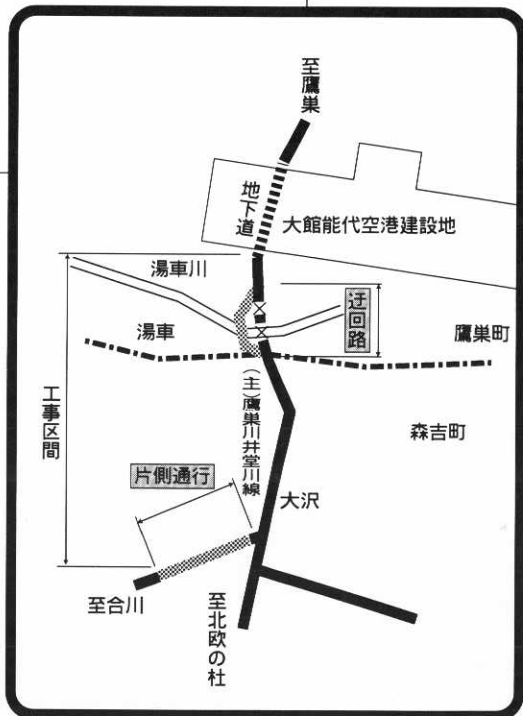 至鷹巣
地下道
大館能代空港建設地
湯車川
迂回路
湯車
鷹巣町
工事区間
(主)鷹巣川井堂川線
森吉町
片側通行
大沢
至合川
至北欧の杜